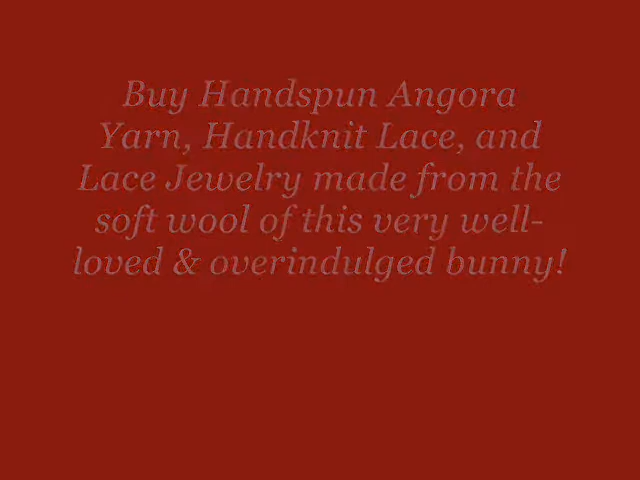 Buy Handspun Angora
Yarn, Handknit Lace, and
Lace Jewelry made from the
soft wool of this very well-
loved & overindulged bunny!